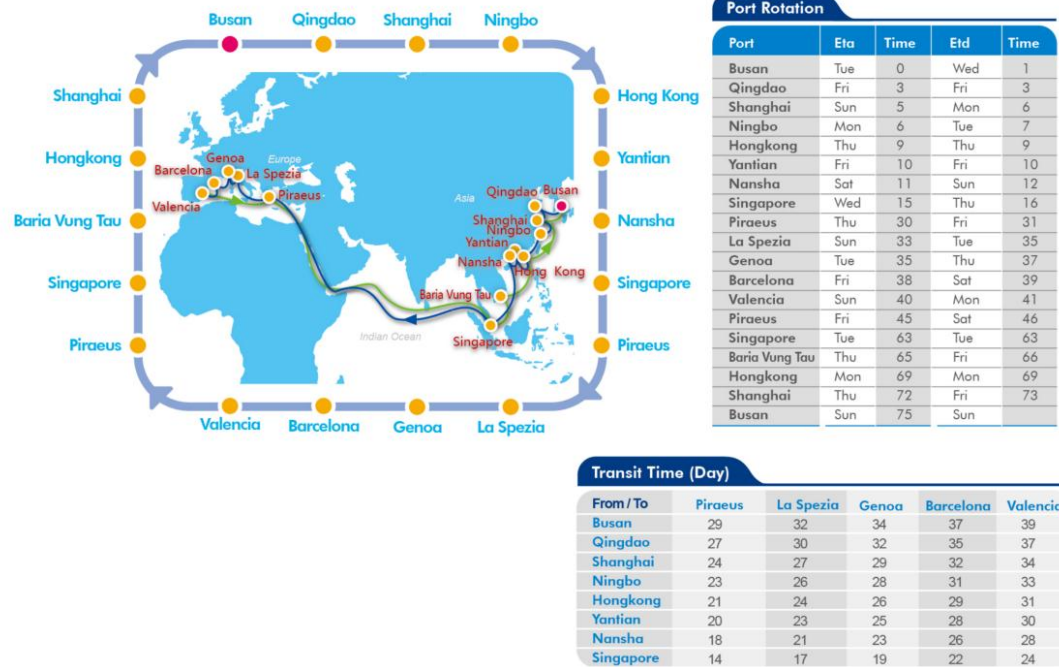 Busan Qingdao Shanghai Ningbo
Shanghai
Hongkong
Baria Vung Tau
Singapore
Piraeus
Hong Kong
Yantian
Nansha
Singapore
Piraeus
Valencia Barcelona Genoa La Spezia
Genoa
Europe
Barcelona
La Spezia
Valencia
Piraeus
Asia
Qingdao Busan
Shanghai
Ningbo
Yantian
Nansha
Hong Kong
Baria Vung Tau
Indian Ocean
Singapore
Port Rotation
Port Eta Time Etd Time
Busan Tue 0 Wed 1
Qingdao Fri 3 Fri 3
Shanghai Sun 5 Mon 6
Ningbo Mon 6 Tue 7
Hongkong Thu 9 Thu 9
Yantian Fri 10 Fri 10
Nansha Sat 11 Sun 12
Singapore Wed 15 Thu 16
Piraeus Thu 30 Fri 31
La Spezia Sun 33 Tue 35
Genoa Tue 35 Thu 37
Barcelona Fri 38 Sat 39
Valencia Sun 40 Mon 41
Piraeus Fri 45 Sat 46
Singapore Tue 63 Tue 63
Baria Vung Tau Thu 65 Fri 66
Hongkong Mon 69 Mon 69
Shanghai Thu 72 Fri 73
Busan Sun 75 Sun
Transit Time (Day)
From / To Piraeus La Spezia Genoa Barcelona Valencia
Busan 29 32 34 37 39
Qingdao 27 30 32 35 37
Shanghai 24 27 29 32 34
Ningbo 23 26 28 31 33
Hongkong 21 24 26 29 31
Yantian 20 23 25 28 30
Nansha 18 21 23 26 28
Singapore 14 17 19 22 24